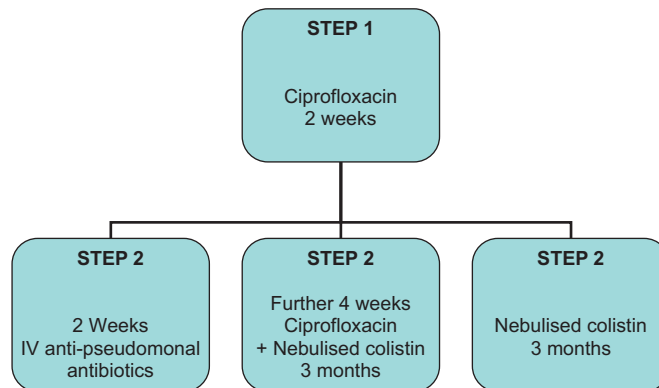 STEP 1
Ciprofloxacin
2 weeks
STEP 2
2 Weeks
IV anti-pseudomonal
antibiotics
STEP 2
Further 4 weeks
Ciprofloxacin
+ Nebulised colistin
3 months
STEP 2
Nebulised colistin
3 months